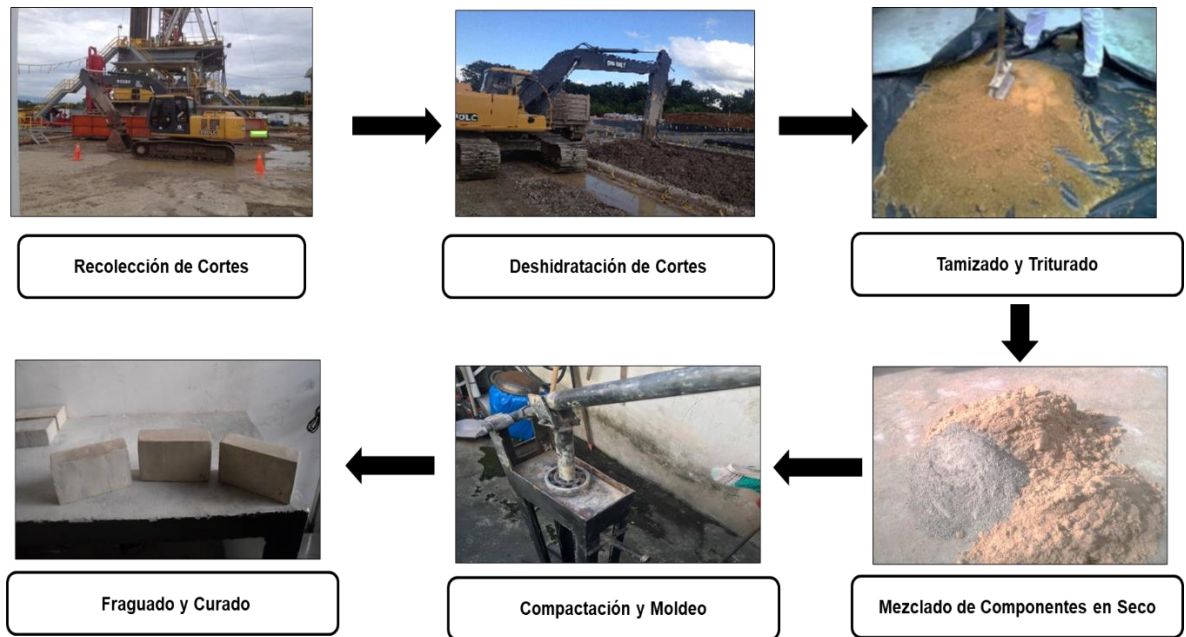 Recolección de Cortes
Deshidratación de Cortes
Tamizado y Triturado
Mezclado de Componentes en Seco
Compactación y Moldeo
Fraguado y Curado